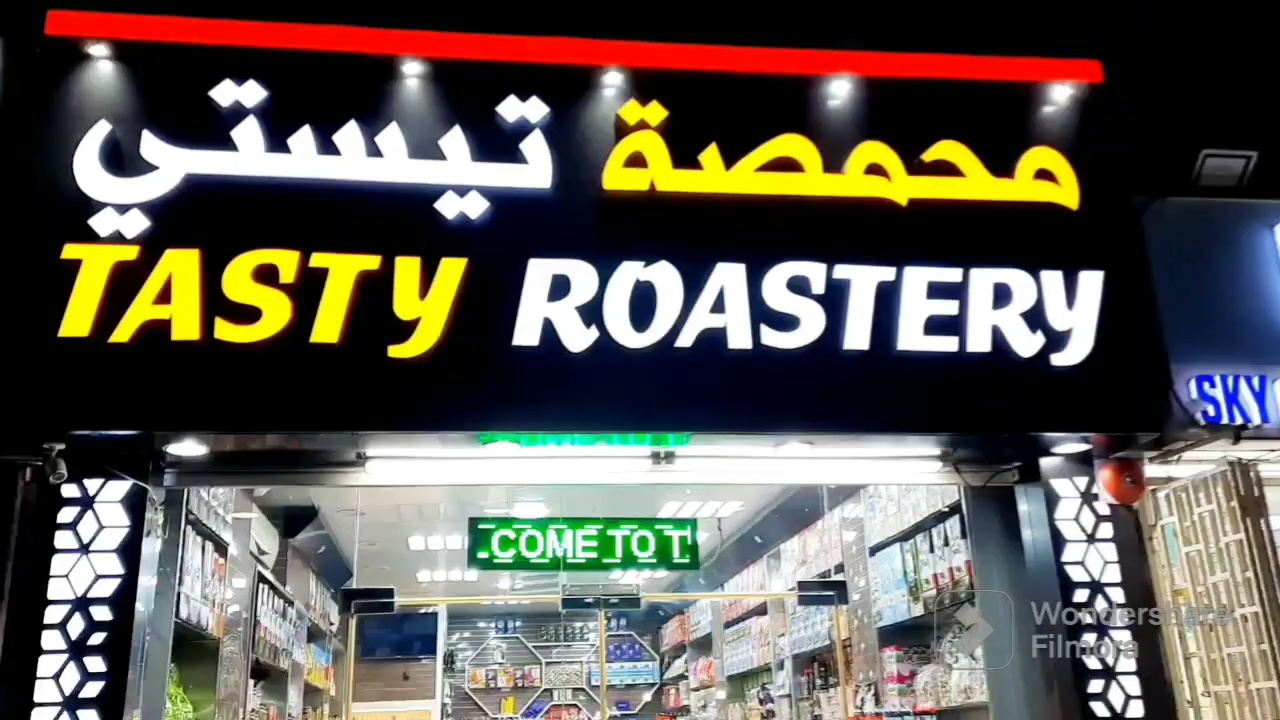 محمصة تيستي
TASTY ROASTERY
SKY
COME TO T
Wondershare
Filmora